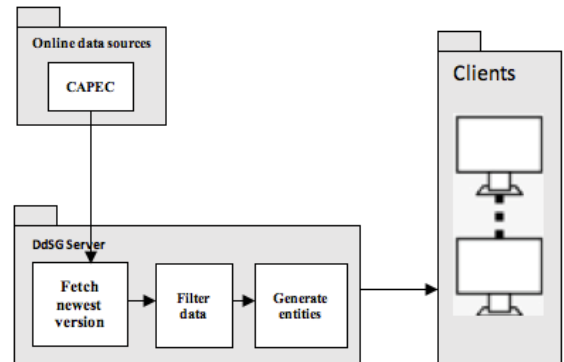 Online data sources
CAPEC
Clients
DdSG Server
Fetch
newest
version
Filter
data
Generate
entities